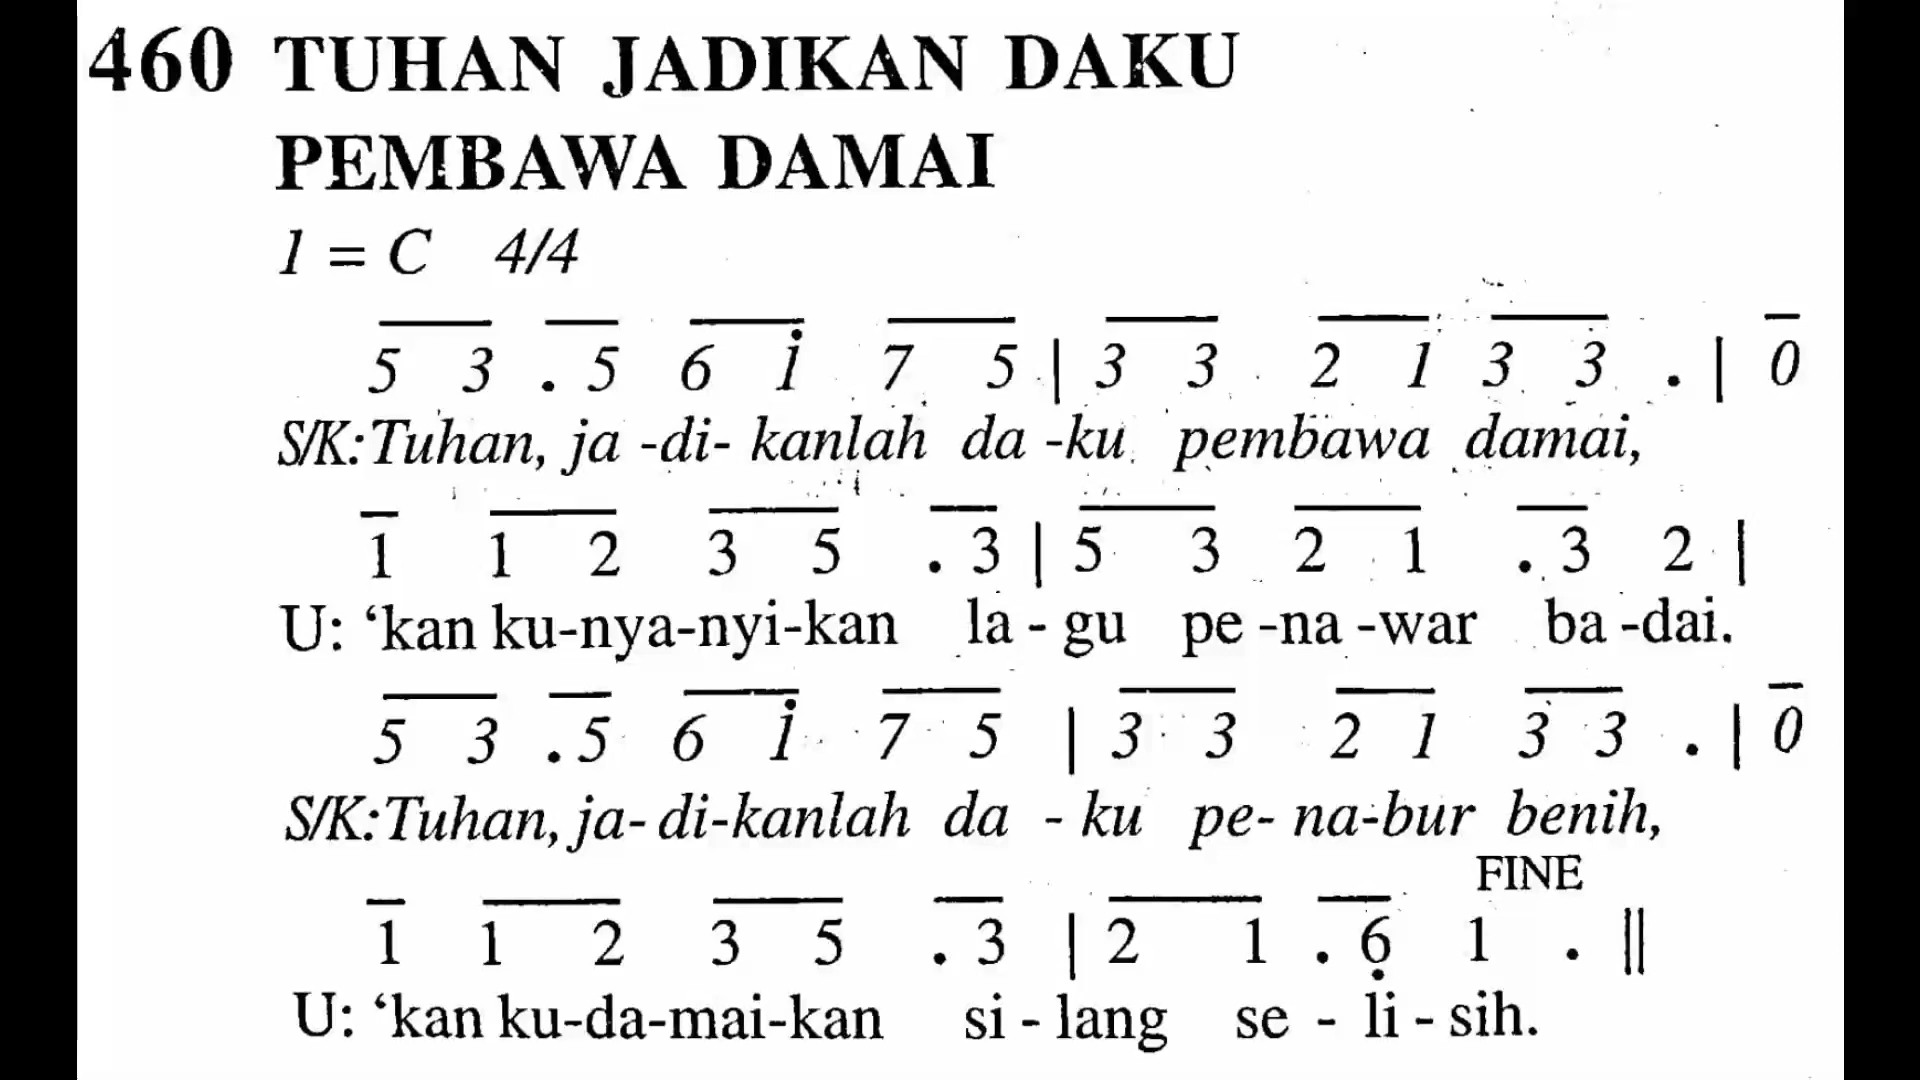 460 TUHAN JADIKAN DAKU
PEMBAWA DAMAI
1 = C 4/4
5 3 . 5 6 i 7 5 | 3 3 2 1 3 3 . | 0
S/K: Tuhan, ja -di- kanlah da -ku pembawa damai,
1 1 2 3 5 . 3 | 5 3 2 1 . 3 2 |
U: ‘kan ku-nya-nyi-kan la - gu pe -na -war ba -dai.
5 3 . 5 6 i 7 5 | 3 3 2 1 3 3 . | 0
S/K: Tuhan, ja- di-kanlah da - ku pe- na-bur benih,
FINE
1 1 2 3 5 . 3 | 2 1 . 6̣ 1 . ||
U: ‘kan ku-da-mai-kan si - lang se - li - sih.